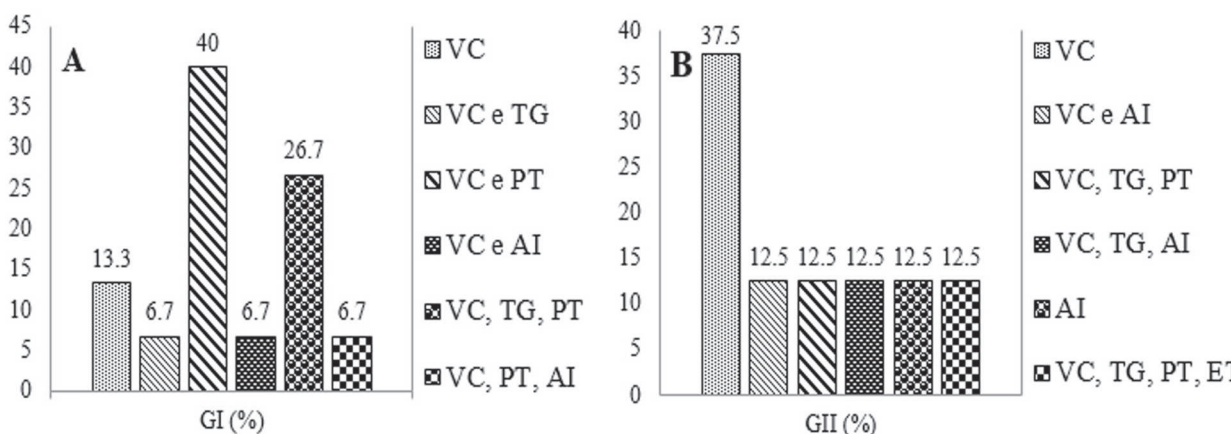 A
45
40
35
30
25
20
15
10
5
0
13.3
6.7
40
6.7
26.7
6.7
GI (%)
VC
VC e TG
VC e PT
VC e AI
VC, TG, PT
VC, PT, AI
B
40
35
30
25
20
15
10
5
0
37.5
12.5
12.5
12.5
12.5
12.5
GII (%)
VC
VC e AI
VC, TG, PT
VC, TG, AI
AI
VC, TG, PT,